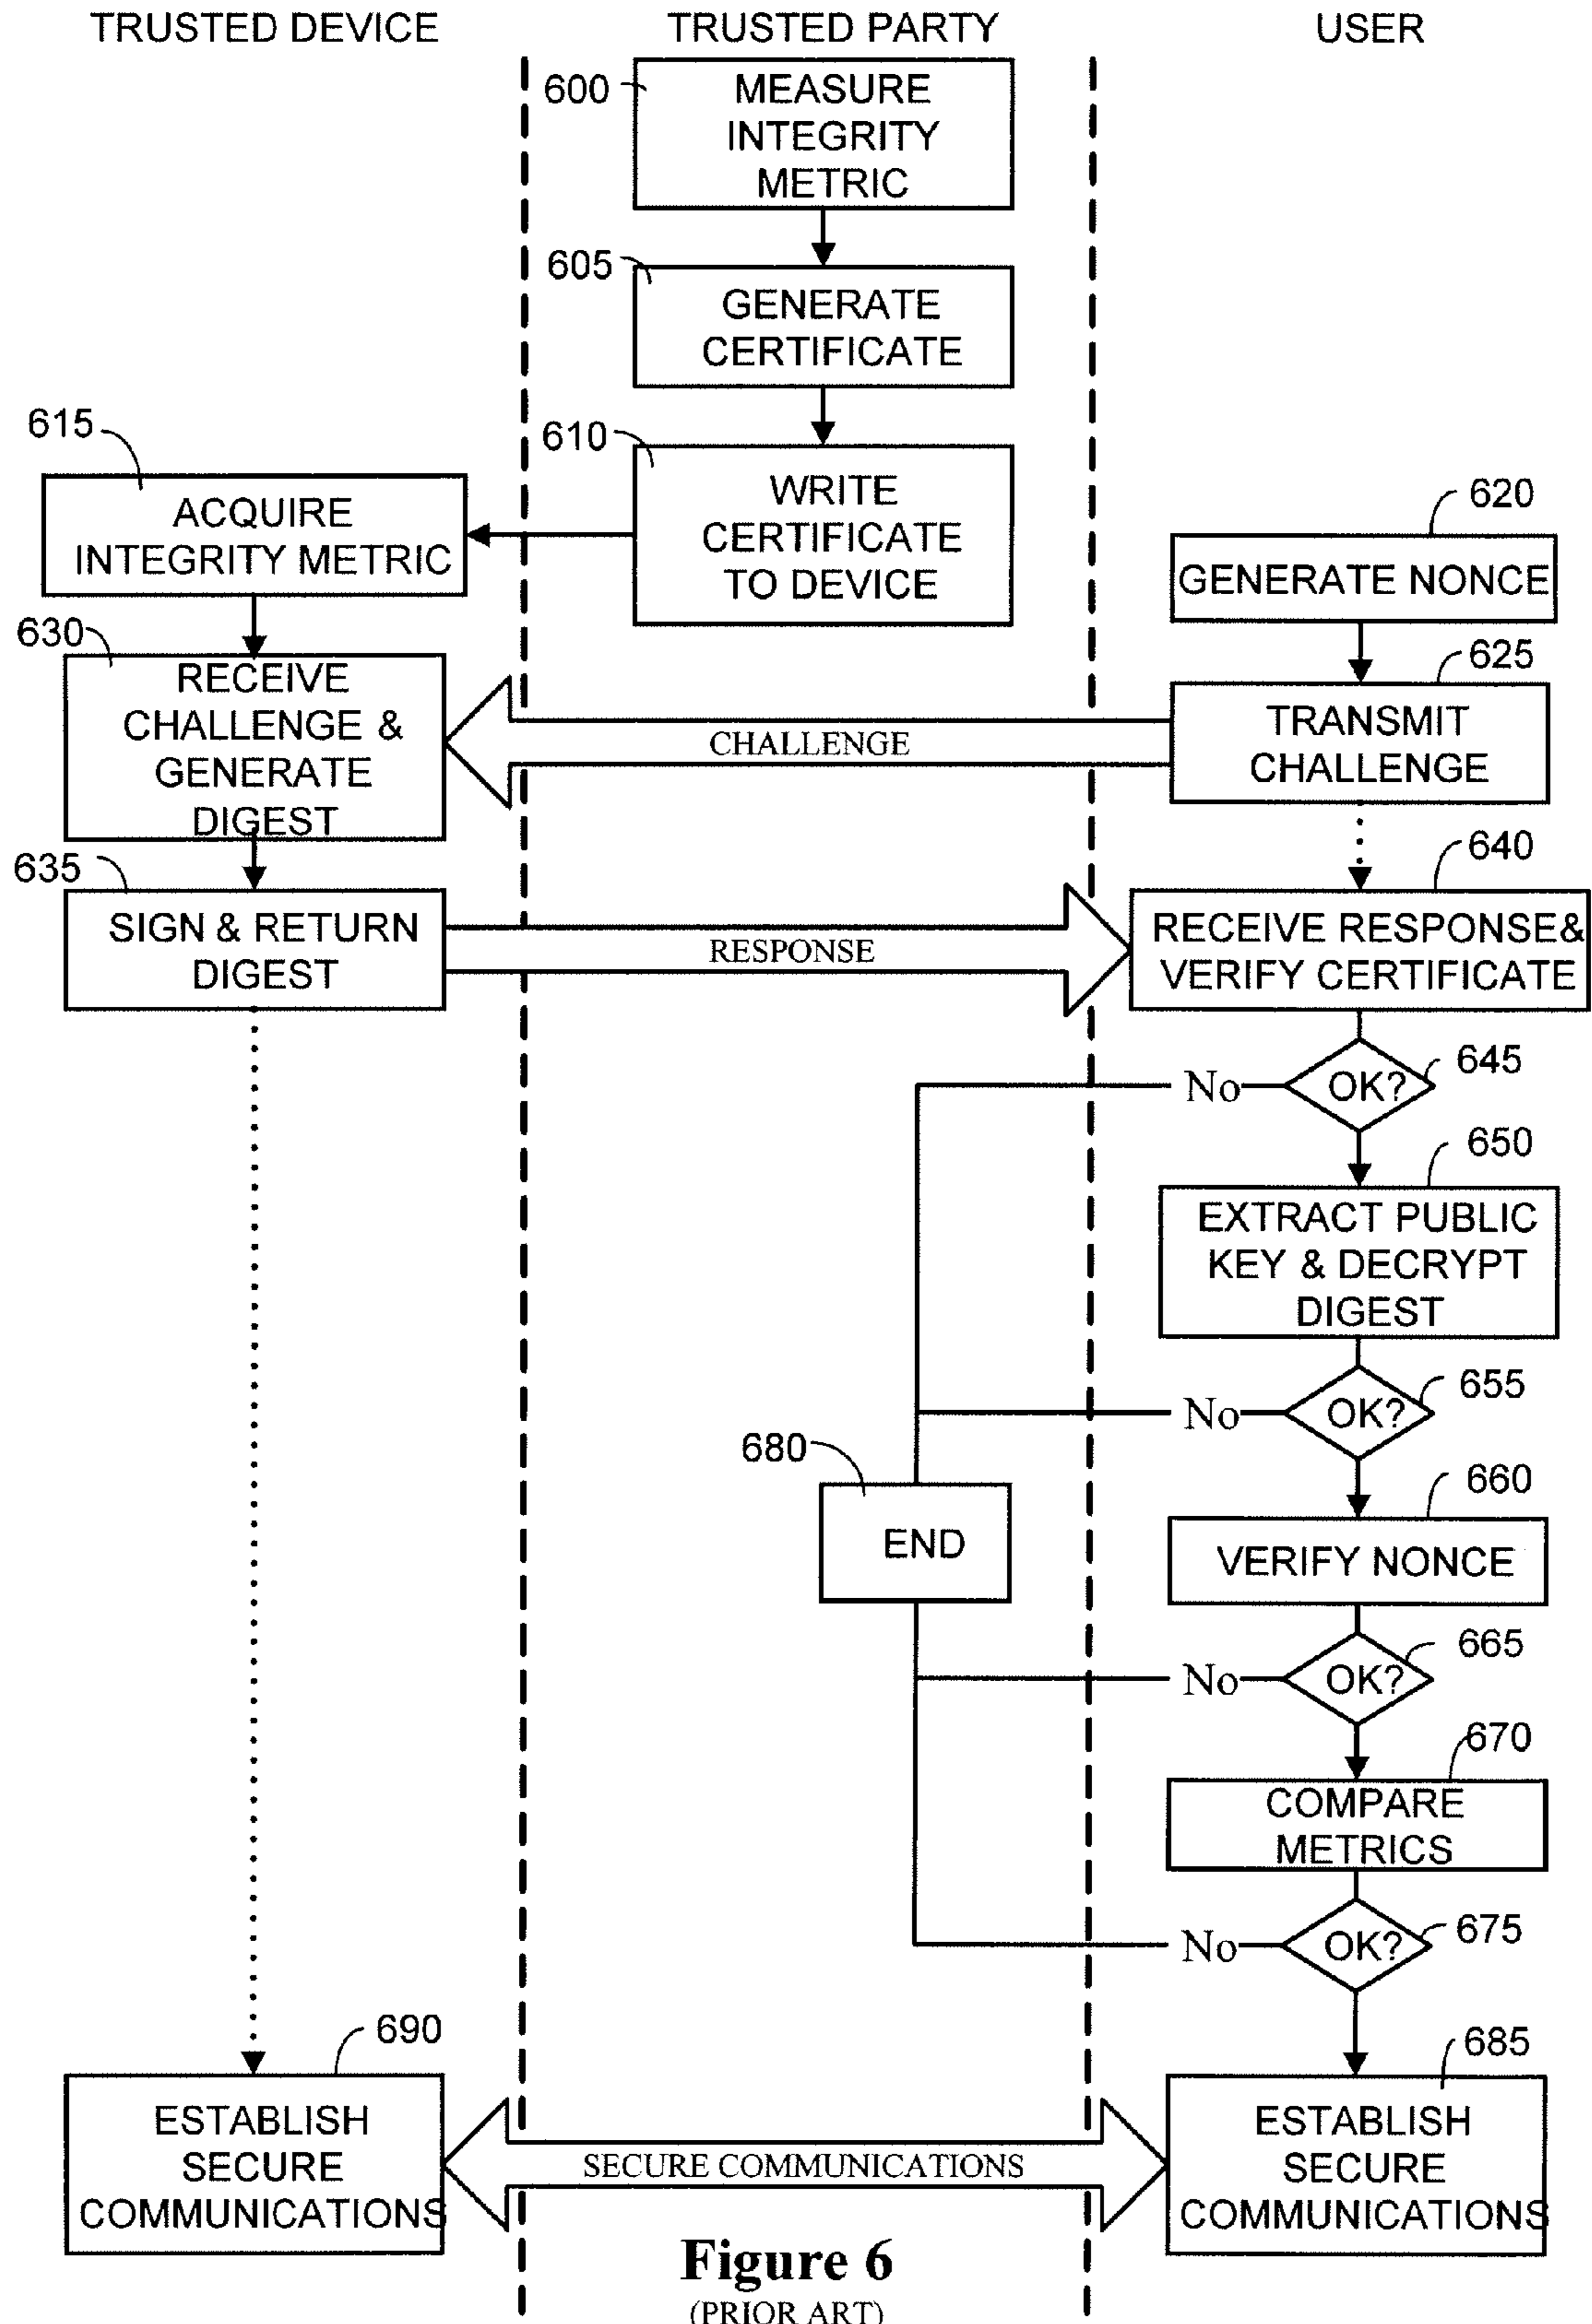 TRUSTED DEVICE
TRUSTED PARTY
USER
600
MEASURE
INTEGRITY
METRIC
605
GENERATE
CERTIFICATE
610
WRITE
CERTIFICATE
TO DEVICE
615
ACQUIRE
INTEGRITY METRIC
620
GENERATE NONCE
625
TRANSMIT
CHALLENGE
CHALLENGE
630
RECEIVE
CHALLENGE &
GENERATE
DIGEST
635
SIGN & RETURN
DIGEST
RESPONSE
640
RECEIVE RESPONSE&
VERIFY CERTIFICATE
645
OK?
No
650
EXTRACT PUBLIC
KEY & DECRYPT
DIGEST
655
OK?
No
680
END
660
VERIFY NONCE
665
OK?
No
670
COMPARE
METRICS
675
OK?
No
690
ESTABLISH
SECURE
COMMUNICATIONS
SECURE COMMUNICATIONS
685
ESTABLISH
SECURE
COMMUNICATIONS
Figure 6
(PRIOR ART)